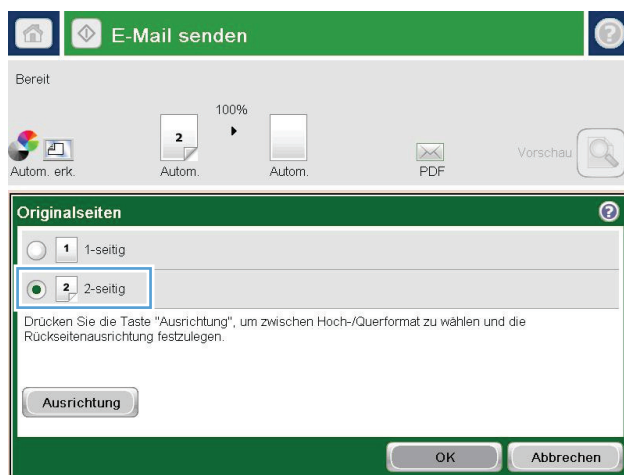 E-Mail senden
Bereit
100%
2
Autom. erk.
Autom.
Autom.
PDF
Vorschau
Originalseiten
1 1-seitig
2 2-seitig
Drücken Sie die Taste "Ausrichtung", um zwischen Hoch-/Querformat zu wählen und die
Rückseitenausrichtung festzulegen.
Ausrichtung
OK
Abbrechen